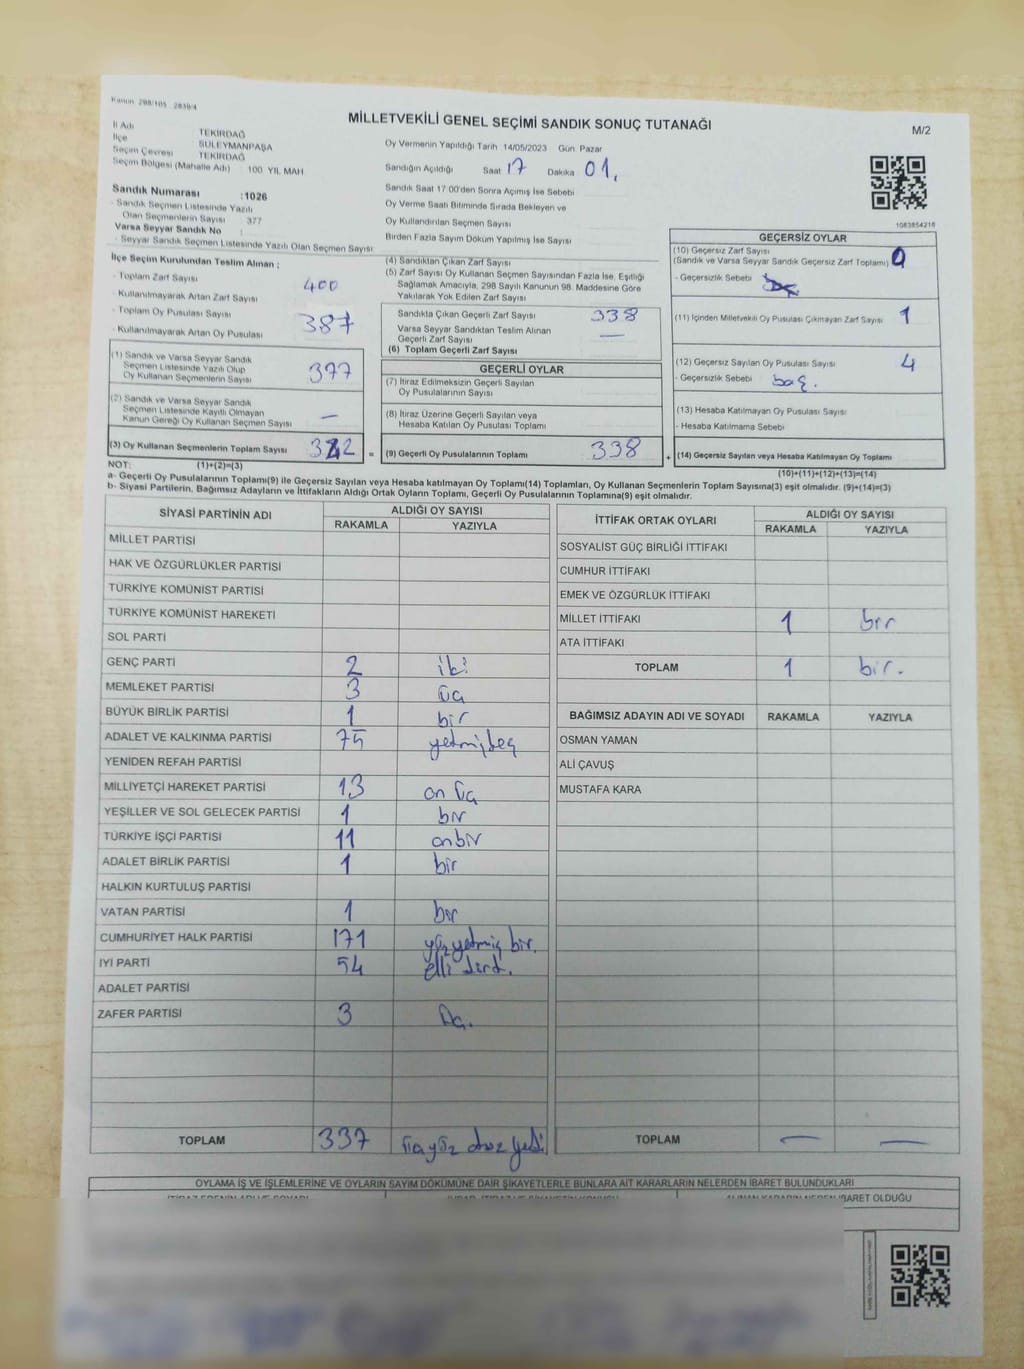 Kanun 298/105 2839/4
MİLLETVEKİLİ GENEL SEÇİMİ SANDIK SONUÇ TUTANAĞI
M/2
İl Adı TEKİRDAĞ
İlçe SÜLEYMANPAŞA
Seçim Çevresi TEKİRDAĞ
Seçim Bölgesi (Mahalle Adı) 100 YIL MAH
Sandık Numarası :1026
- Sandık Seçmen Listesinde Yazılı
Olan Seçmenlerin Sayısı 377
Varsa Seyyar Sandık No :
- Seyyar Sandık Seçmen Listesinde Yazılı Olan Seçmen Sayısı
Oy Vermenin Yapıldığı Tarih 14/05/2023 Gün: Pazar
Sandığın Açıldığı Saat 17 Dakika 01.
Sandık Saat 17:00'den Sonra Açılmış İse Sebebi
Oy Verme Saati Bitiminde Sırada Bekleyen ve
Oy Kullandırılan Seçmen Sayısı
Birden Fazla Sayım Döküm Yapılmış İse Sayısı
1083854216
İlçe Seçim Kurulundan Teslim Alınan ;
- Toplam Zarf Sayısı 400
- Kullanılmayarak Artan Zarf Sayısı
- Toplam Oy Pusulası Sayısı 387
- Kullanılmayarak Artan Oy Pusulası
(1) Sandık ve Varsa Seyyar Sandık
Seçmen Listesinde Yazılı Olup
Oy Kullanan Seçmenlerin Sayısı 377
(2) Sandık ve Varsa Seyyar Sandık
Seçmen Listesinde Kayıtlı Olmayan
Kanun Gereği Oy Kullanan Seçmen Sayısı —
(3) Oy Kullanan Seçmenlerin Toplam Sayısı 342 =
(4) Sandıktan Çıkan Zarf Sayısı
(5) Zarf Sayısı Oy Kullanan Seçmen Sayısından Fazla İse, Eşitliği
Sağlamak Amacıyla, 298 Sayılı Kanunun 98. Maddesine Göre
Yakılarak Yok Edilen Zarf Sayısı
Sandıkta Çıkan Geçerli Zarf Sayısı 338
Varsa Seyyar Sandıktan Teslim Alınan
Geçerli Zarf Sayısı —
(6) Toplam Geçerli Zarf Sayısı
GEÇERLİ OYLAR
(7) İtiraz Edilmeksizin Geçerli Sayılan
Oy Pusulalarının Sayısı
(8) İtiraz Üzerine Geçerli Sayılan veya
Hesaba Katılan Oy Pusulası Toplamı
(9) Geçerli Oy Pusulalarının Toplamı 338 +
GEÇERSİZ OYLAR
(10) Geçersiz Zarf Sayısı
(Sandık ve Varsa Seyyar Sandık Geçersiz Zarf Toplamı) 0
- Geçersizlik Sebebi
(11) İçinden Milletvekili Oy Pusulası Çıkmayan Zarf Sayısı 1
(12) Geçersiz Sayılan Oy Pusulası Sayısı 4
- Geçersizlik Sebebi boş.
(13) Hesaba Katılmayan Oy Pusulası Sayısı
- Hesaba Katılmama Sebebi
(14) Geçersiz Sayılan veya Hesaba Katılmayan Oy Toplamı
NOT: (1)+(2)=(3)
(10)+(11)+(12)+(13)=(14)
a- Geçerli Oy Pusulalarının Toplamı(9) ile Geçersiz Sayılan veya Hesaba katılmayan Oy Toplamı(14) Toplamları, Oy Kullanan Seçmenlerin Toplam Sayısına(3) eşit olmalıdır. (9)+(14)=(3)
b- Siyasi Partilerin, Bağımsız Adayların ve İttifakların Aldığı Ortak Oyların Toplamı, Geçerli Oy Pusulalarının Toplamına(9) eşit olmalıdır.
SİYASİ PARTİNİN ADI ALDIĞI OY SAYISI
RAKAMLA YAZIYLA
MİLLET PARTİSİ
HAK VE ÖZGÜRLÜKLER PARTİSİ
TÜRKİYE KOMÜNİST PARTİSİ
TÜRKİYE KOMÜNİST HAREKETİ
SOL PARTİ
GENÇ PARTİ 2 iki
MEMLEKET PARTİSİ 3 üç
BÜYÜK BİRLİK PARTİSİ 1 bir
ADALET VE KALKINMA PARTİSİ 75 yetmişbeş
YENİDEN REFAH PARTİSİ
MİLLİYETÇİ HAREKET PARTİSİ 13 on üç
YEŞİLLER VE SOL GELECEK PARTİSİ 1 bir
TÜRKİYE İŞÇİ PARTİSİ 11 onbir
ADALET BİRLİK PARTİSİ 1 bir
HALKIN KURTULUŞ PARTİSİ
VATAN PARTİSİ 1 bir
CUMHURİYET HALK PARTİSİ 171 yüzyetmiş bir.
İYİ PARTİ 54 elli dört.
ADALET PARTİSİ
ZAFER PARTİSİ 3 üç.
TOPLAM 337 üçyüz otuz yedi
İTTİFAK ORTAK OYLARI ALDIĞI OY SAYISI
RAKAMLA YAZIYLA
SOSYALİST GÜÇ BİRLİĞİ İTTİFAKI
CUMHUR İTTİFAKI
EMEK VE ÖZGÜRLÜK İTTİFAKI
MİLLET İTTİFAKI 1 bir
ATA İTTİFAKI
TOPLAM 1 bir.
BAĞIMSIZ ADAYIN ADI VE SOYADI RAKAMLA YAZIYLA
OSMAN YAMAN
ALİ ÇAVUŞ
MUSTAFA KARA
TOPLAM — —
OYLAMA İŞ VE İŞLEMLERİNE VE OYLARIN SAYIM DÖKÜMÜNE DAİR ŞİKAYETLERLE BUNLARA AİT KARARLARIN NELERDEN İBARET BULUNDUKLARI
İBARET OLDUĞU